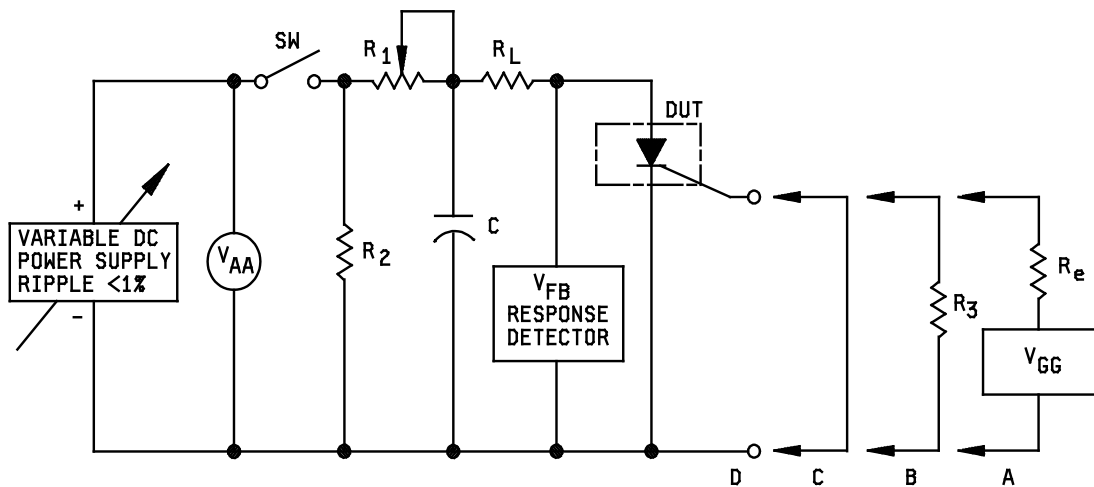 SW
R1
RL
DUT
+
VARIABLE DC
POWER SUPPLY
RIPPLE <1%
−
VAA
R2
C
VFB
RESPONSE
DETECTOR
R3
Re
VGG
D
C
B
A